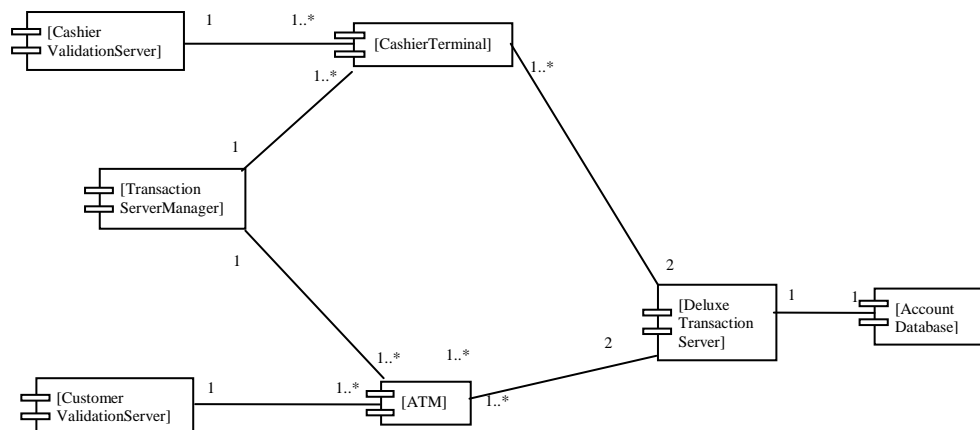 1
1..*
[Cashier
ValidationServer]
[CashierTerminal]
1..*
1..*
1
[Transaction
ServerManager]
1
2
1
1
[Deluxe
Transaction
Server]
[Account
Database]
2
1..*
1..*
1
1..*
1..*
[Customer
ValidationServer]
[ATM]